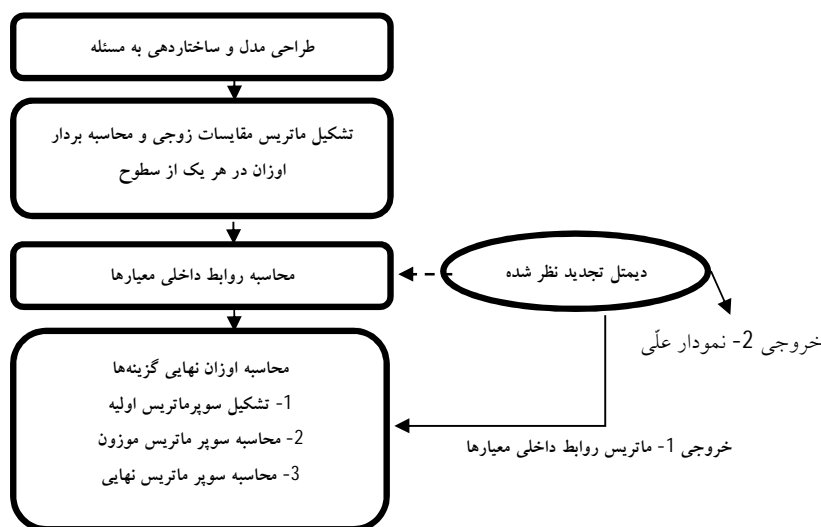 طراحی مدل و ساختاردهی به مسئله
تشکیل ماتریس مقایسات زوجی و محاسبه بردار
اوزان در هر یک از سطوح
محاسبه روابط داخلی معیارها
دیمتل تجدید نظر شده
خروجی 2- نمودار علّی
محاسبه اوزان نهایی گزینه‌ها
1- تشکیل سوپرماتریس اولیه
2- محاسبه سوپر ماتریس موزون
3- محاسبه سوپر ماتریس نهایی
خروجی 1- ماتریس روابط داخلی معیارها